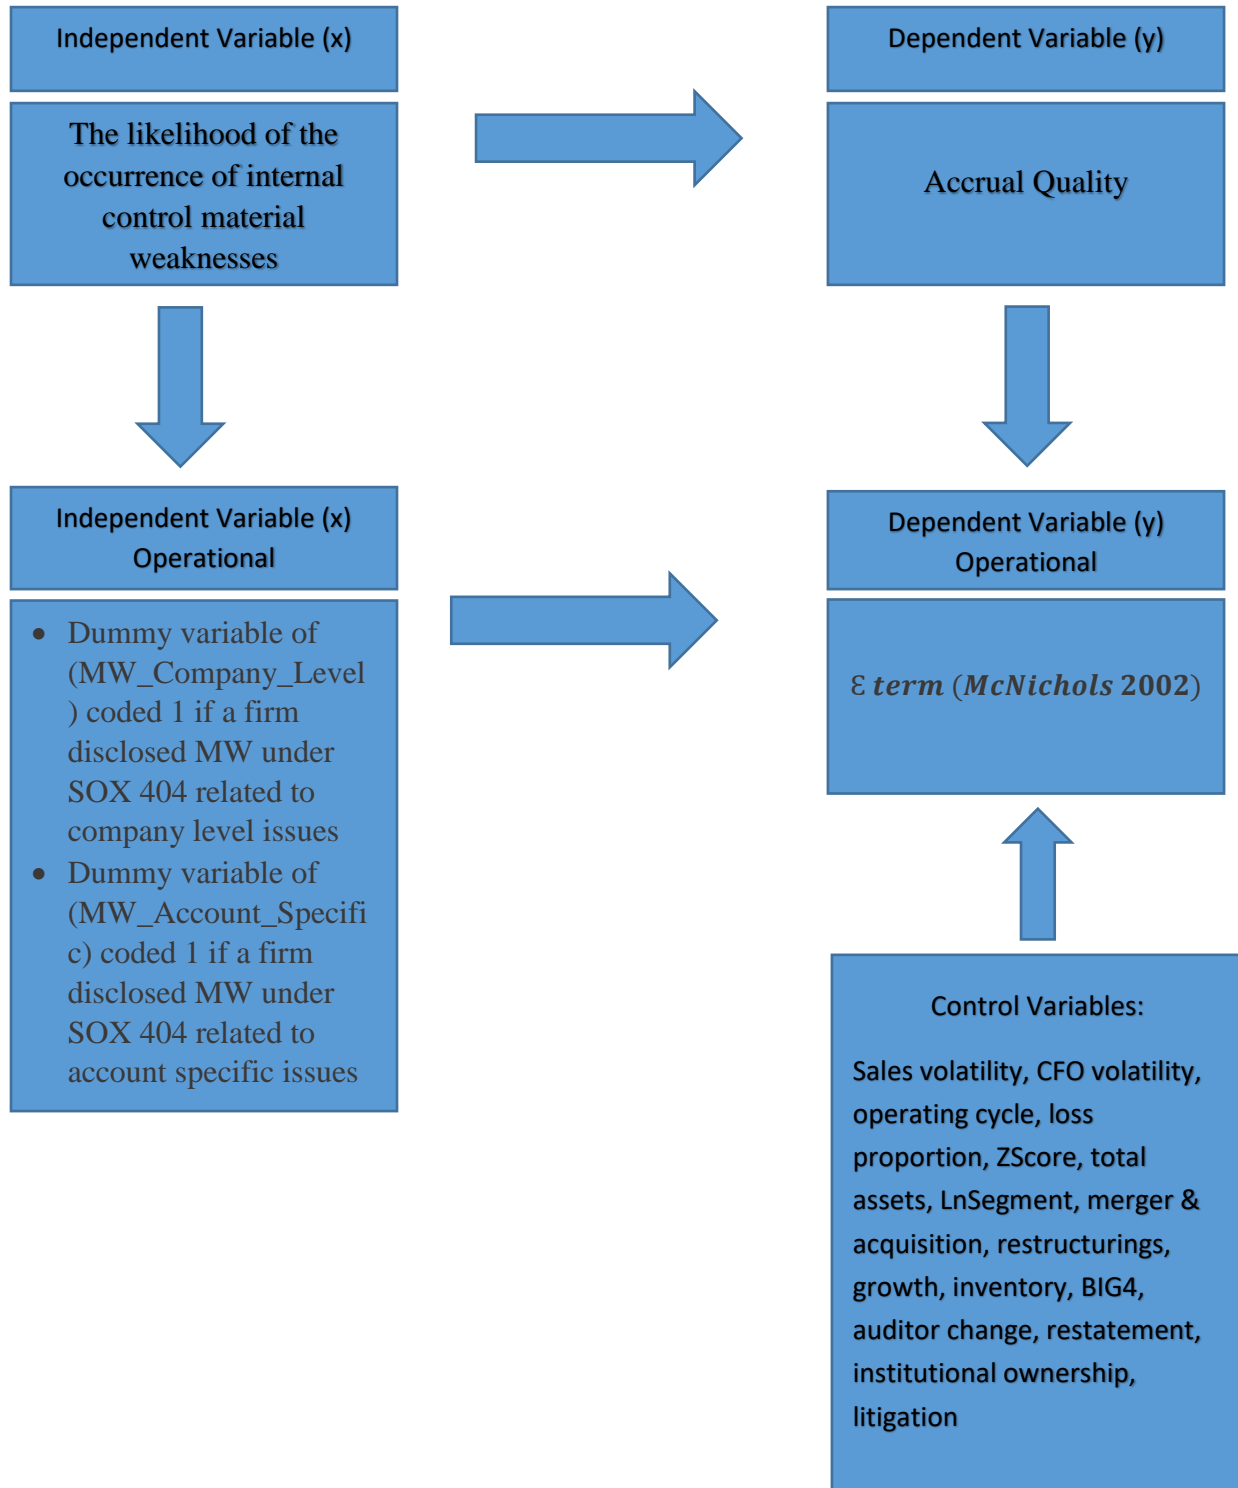 Independent Variable (x)
The likelihood of the
occurrence of internal
control material
weaknesses
Dependent Variable (y)
Accrual Quality
Independent Variable (x)
Operational
• Dummy variable of
(MW_Company_Level
) coded 1 if a firm
disclosed MW under
SOX 404 related to
company level issues
• Dummy variable of
(MW_Account_Specifi
c) coded 1 if a firm
disclosed MW under
SOX 404 related to
account specific issues
Dependent Variable (y)
Operational
Ɛ term (McNichols 2002)
Control Variables:
Sales volatility, CFO volatility,
operating cycle, loss
proportion, ZScore, total
assets, LnSegment, merger &
acquisition, restructurings,
growth, inventory, BIG4,
auditor change, restatement,
institutional ownership,
litigation